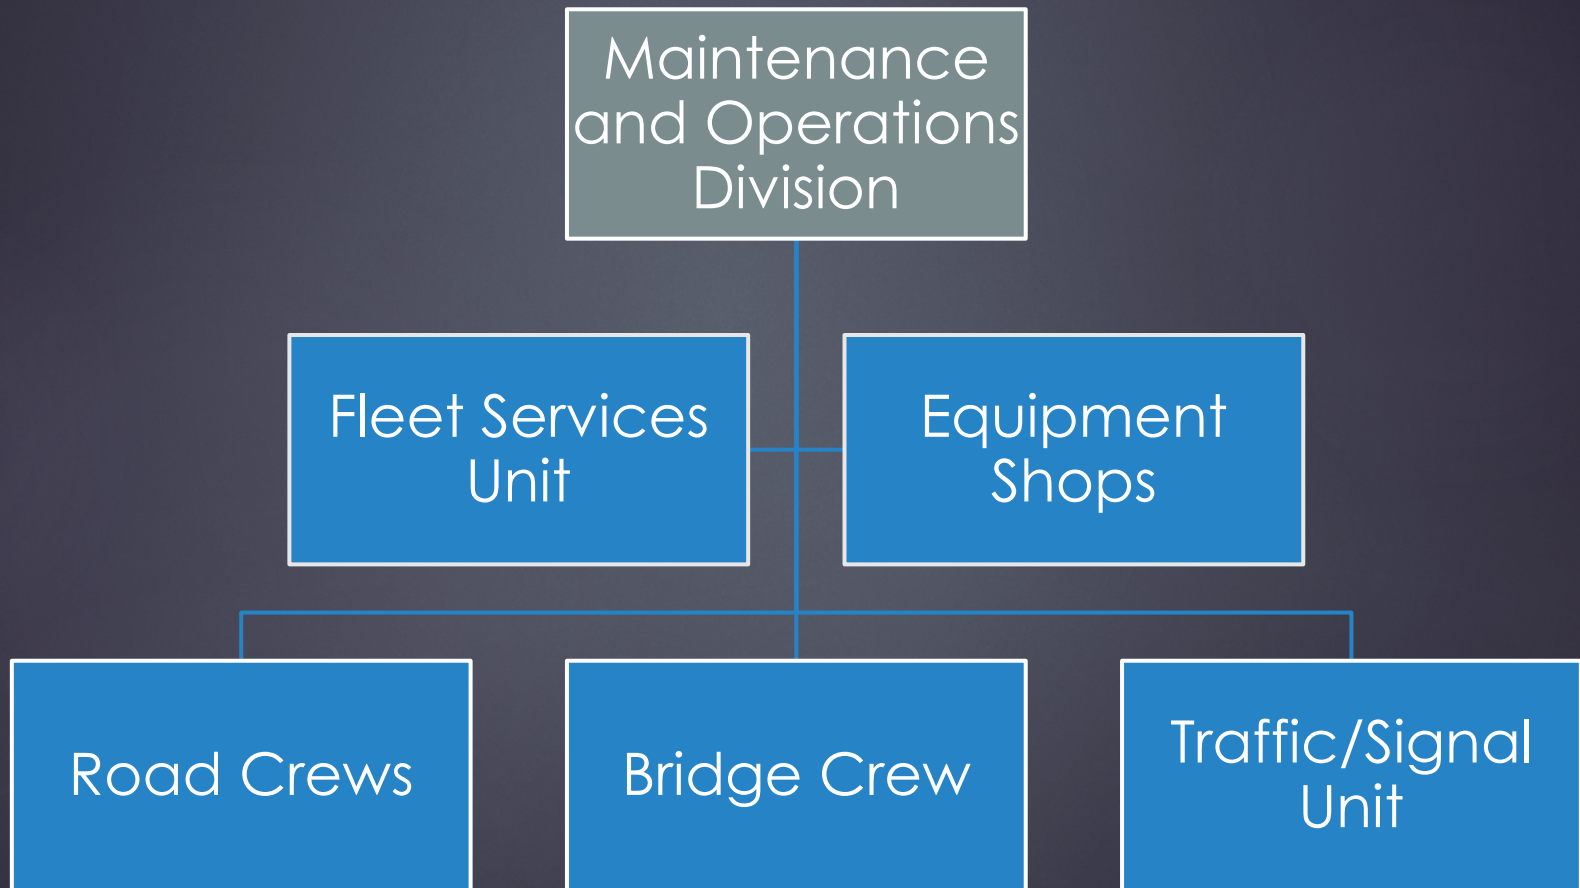 Maintenance
and Operations
Division
Fleet Services
Unit
Equipment
Shops
Road Crews
Bridge Crew
Traffic/Signal
Unit